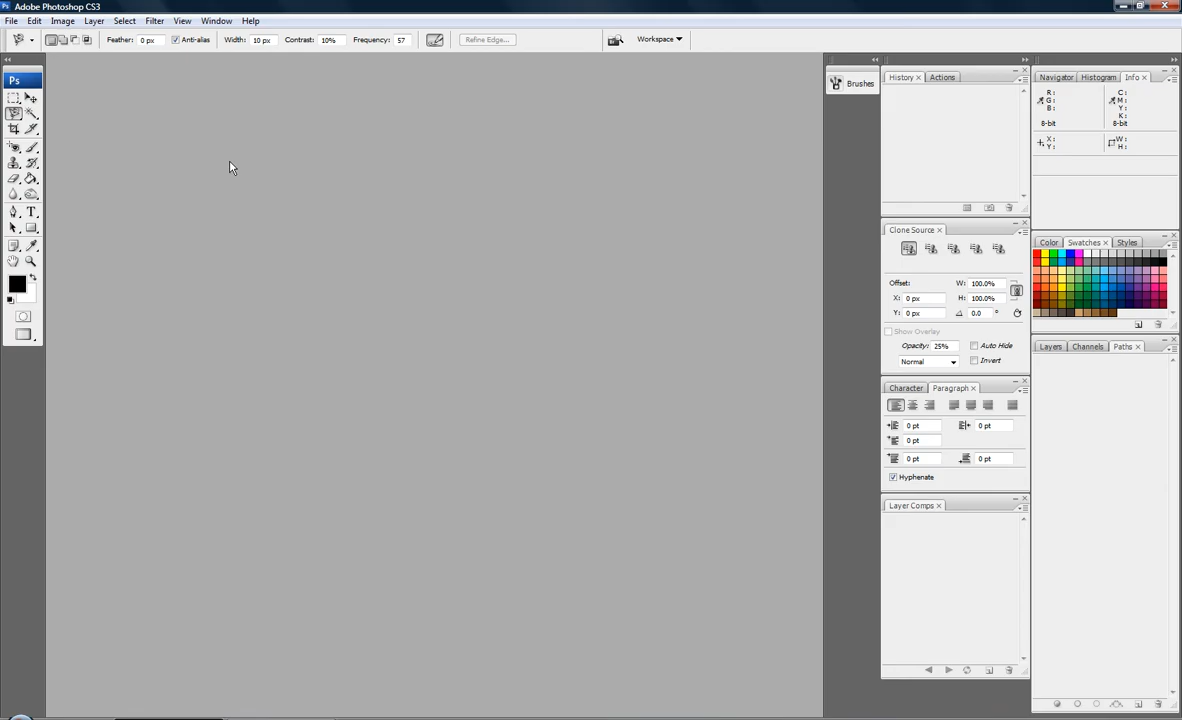 Ps Adobe Photoshop CS3
File Edit Image Layer Select Filter View Window Help
Feather: 0 px Anti-alias Width: 10 px Contrast: 10% Frequency: 57 Refine Edge... Workspace
Ps
T
Brushes
History × Actions
Clone Source ×
Offset: W: 100.0%
X: 0 px H: 100.0%
Y: 0 px 0.0 °
Show Overlay
Opacity: 25% Auto Hide
Normal Invert
Character Paragraph ×
0 pt 0 pt
0 pt
0 pt 0 pt
Hyphenate
Layer Comps ×
Navigator Histogram Info ×
R: C:
G: M:
B: Y:
K:
8-bit 8-bit
X: W:
Y: H:
Color Swatches × Styles
Layers Channels Paths ×